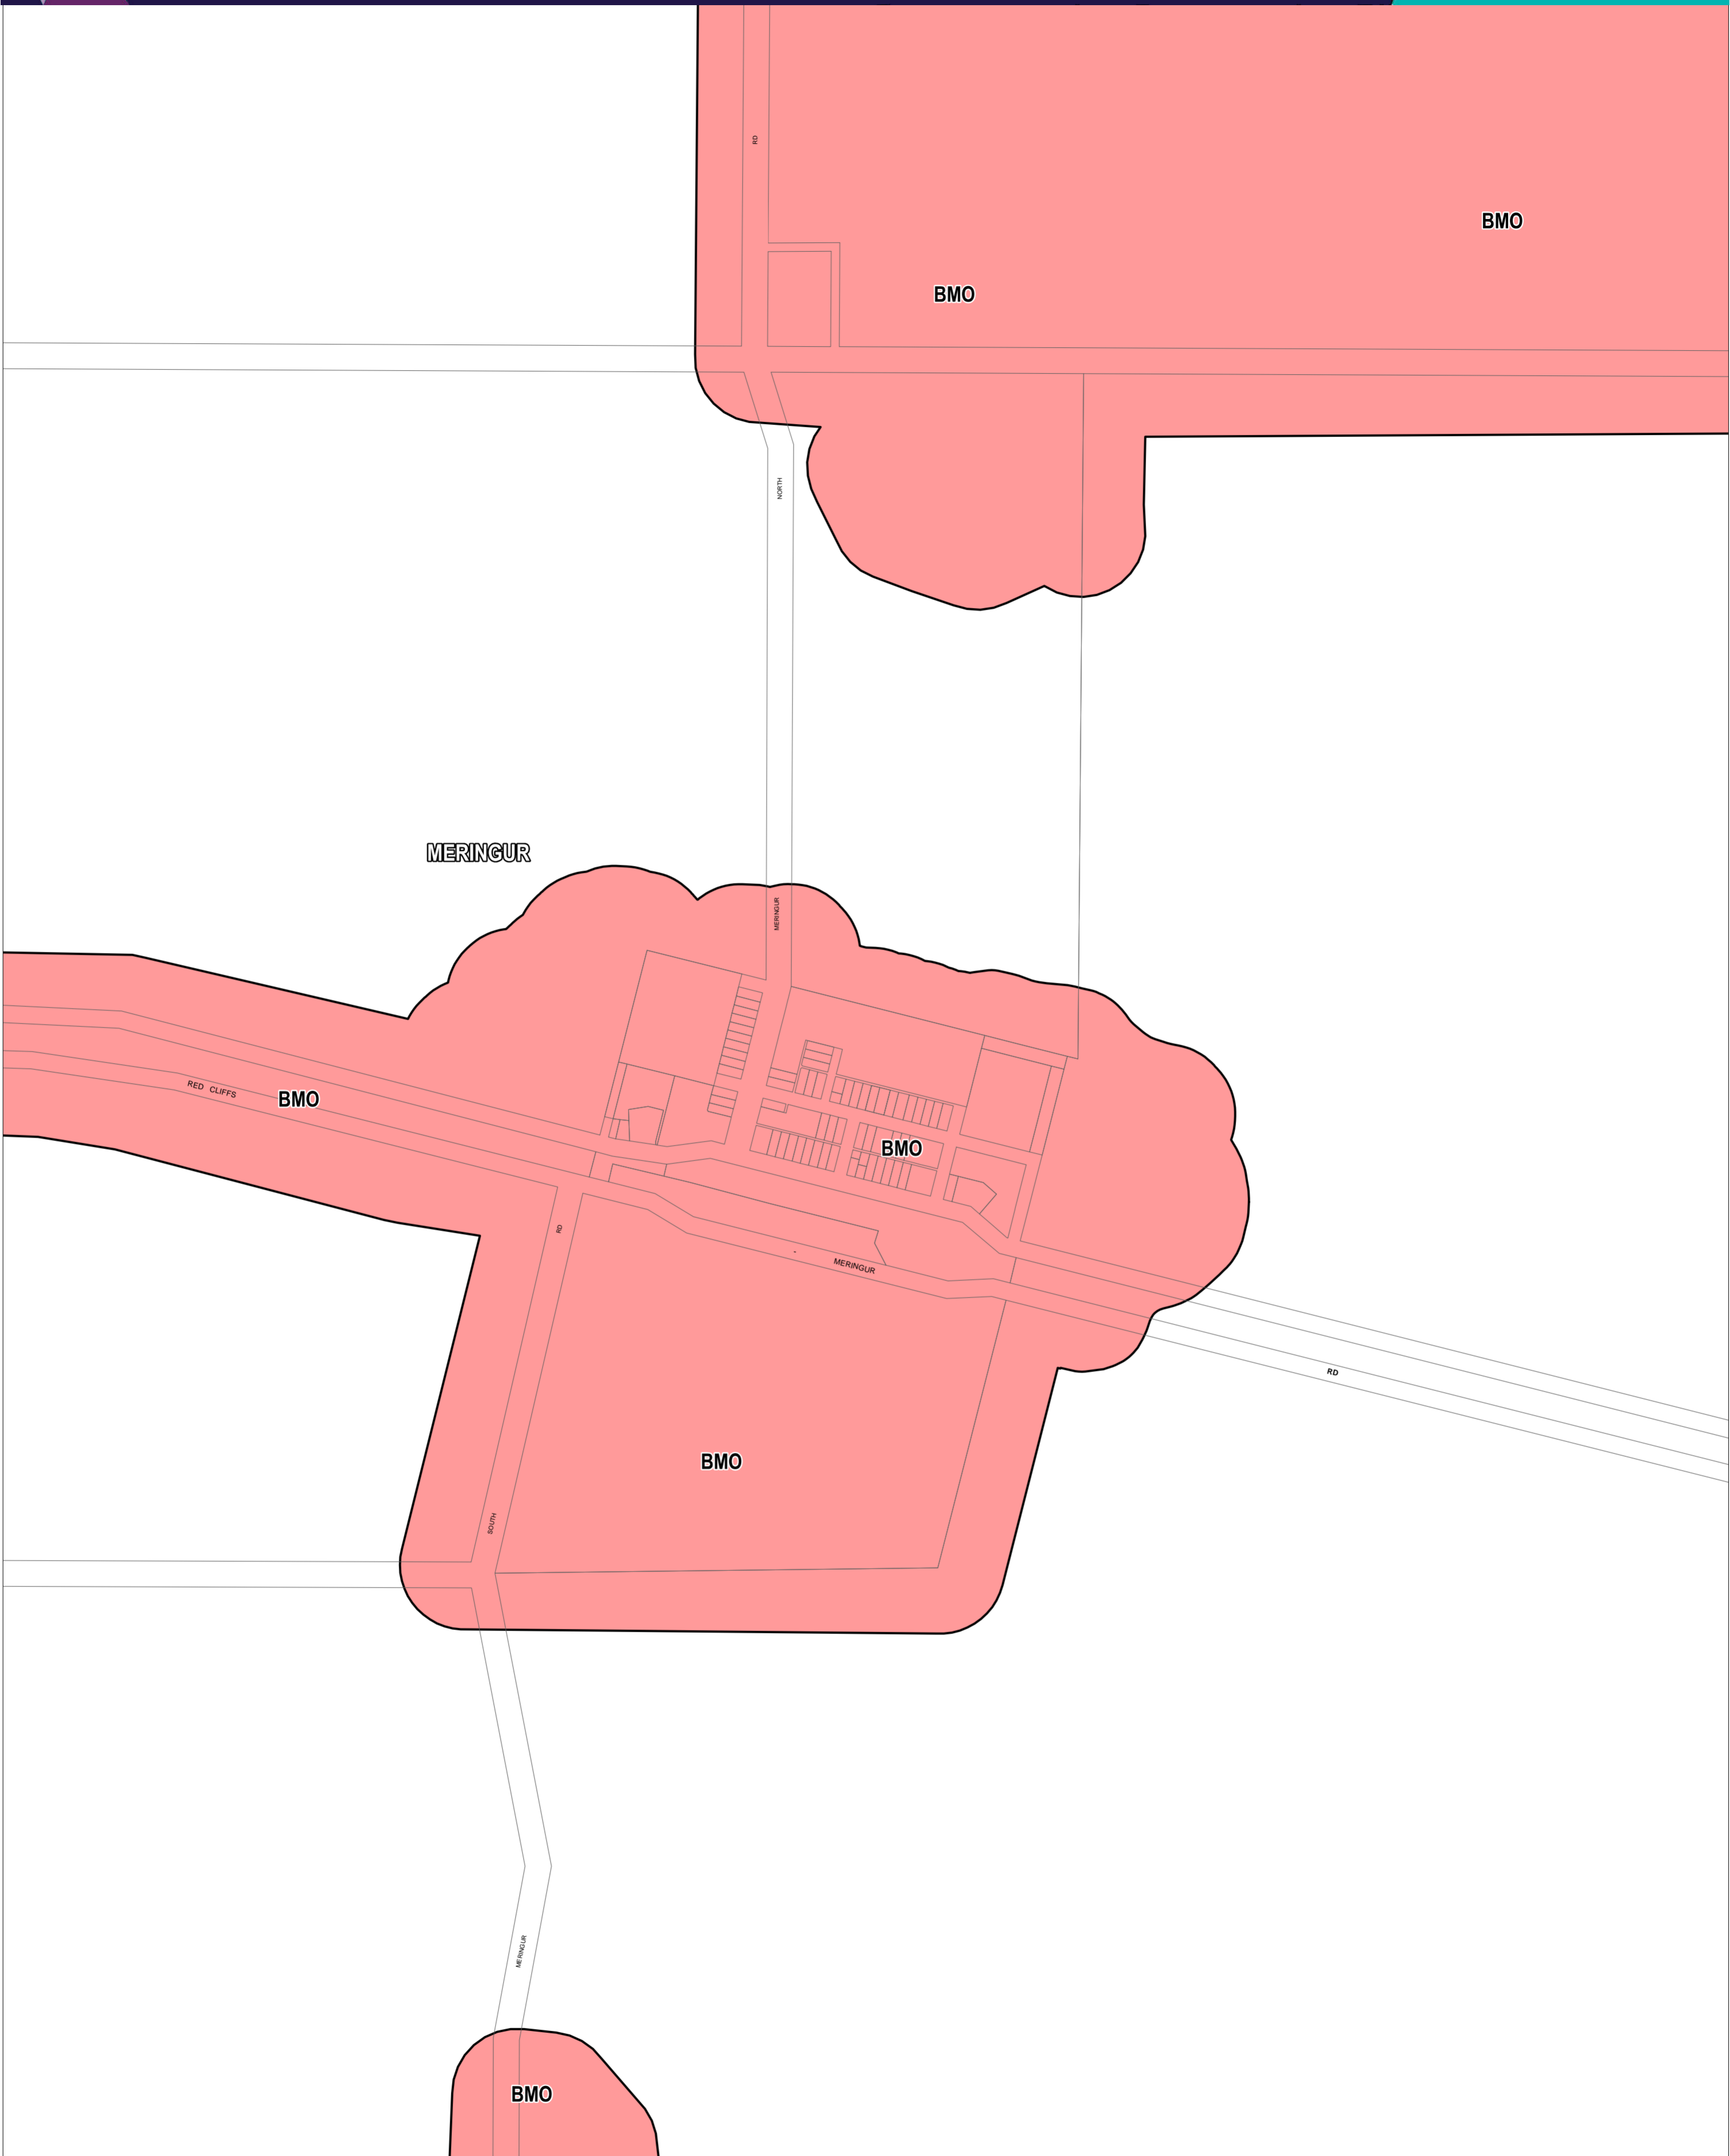 RD
BMO
BMO
NORTH
MERINGUR
MERINGUR
RED CLIFFS
BMO
BMO
RD
- MERINGUR
RD
BMO
SOUTH
MERINGUR
BMO